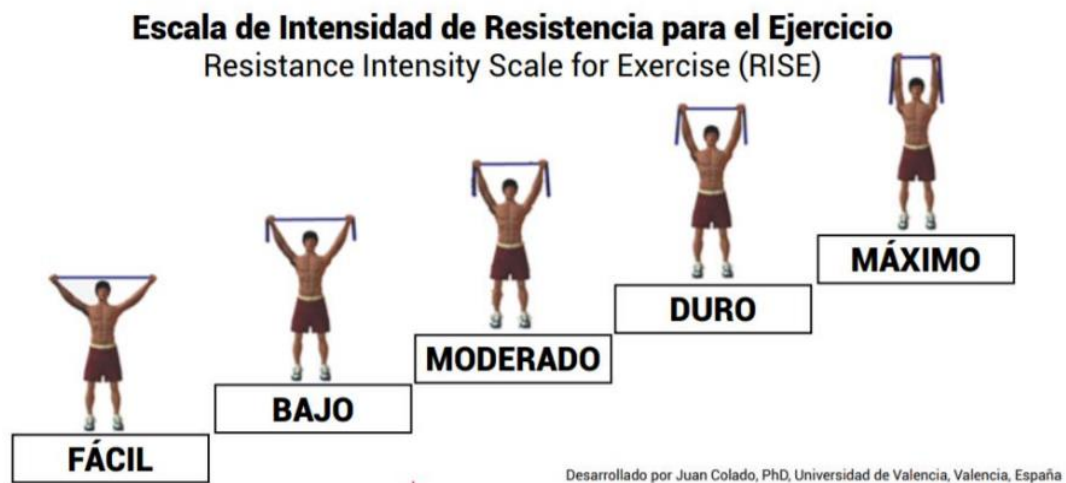 Escala de Intensidad de Resistencia para el Ejercicio
Resistance Intensity Scale for Exercise (RISE)
MÁXIMO
DURO
MODERADO
BAJO
FÁCIL
Desarrollado por Juan Colado, PhD, Universidad de Valencia, Valencia, España